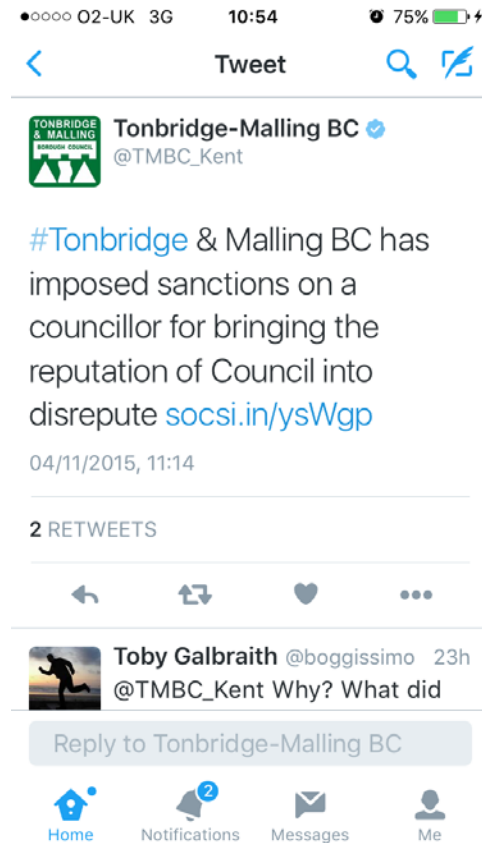 O2-UK 3G 10:54 75%
Tweet
TONBRIDGE
& MALLING
BOROUGH COUNCIL
Tonbridge-Malling BC
@TMBC_Kent
#Tonbridge & Malling BC has
imposed sanctions on a
councillor for bringing the
reputation of Council into
disrepute socsi.in/ysWgp
04/11/2015, 11:14
2 RETWEETS
Toby Galbraith @boggissimo 23h
@TMBC_Kent Why? What did
Reply to Tonbridge-Malling BC
2
Home Notifications Messages Me